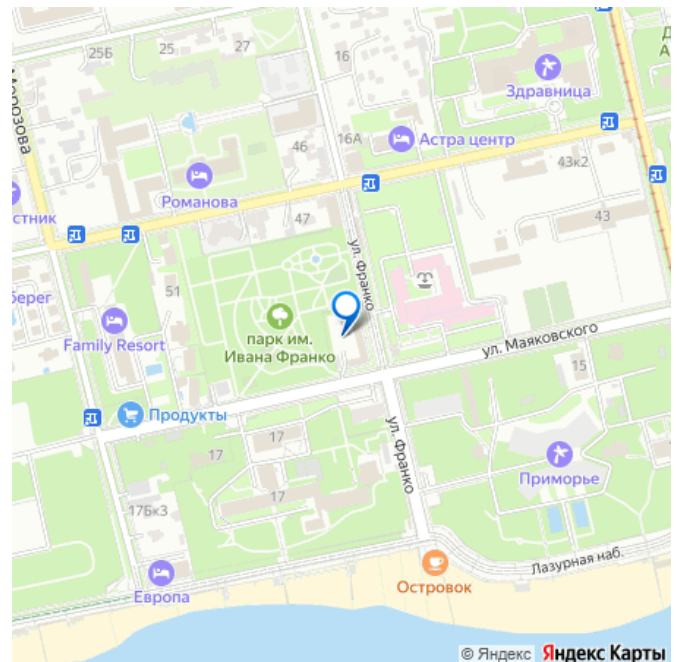 25Б
25
27
16
Здравница
Морозова
46
16А
Астра центр
43к2
Романова
стник
47
43
ул. Франко
берег
51
Family Resort
парк им.
Ивана Франко
ул. Маяковского
15
Продукты
17
17
ул. Франко
17
Приморье
17Бк3
Лазурная наб.
Европа
Островок
© Яндекс Яндекс Карты